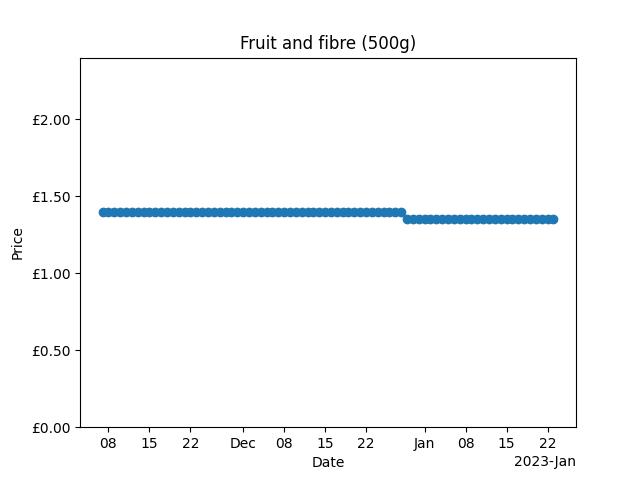 Fruit and fibre (500g)
£2.00
£1.50
£1.00
£0.50
£0.00
Price
08 15 22 Dec 08 15 22 Jan 08 15 22
Date
2023-Jan